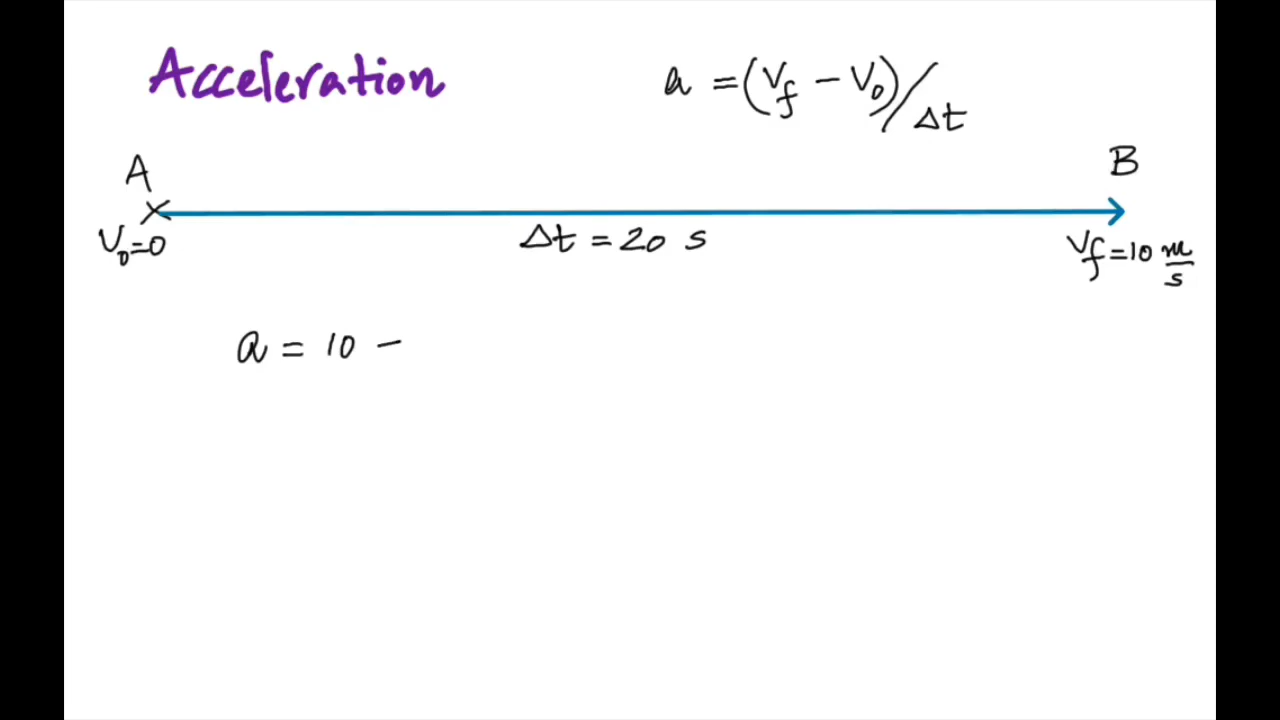 Acceleration
a = (Vf - V0)/Δt
A
B
V0=0
Δt = 20 s
Vf = 10 m/s
a = 10 -